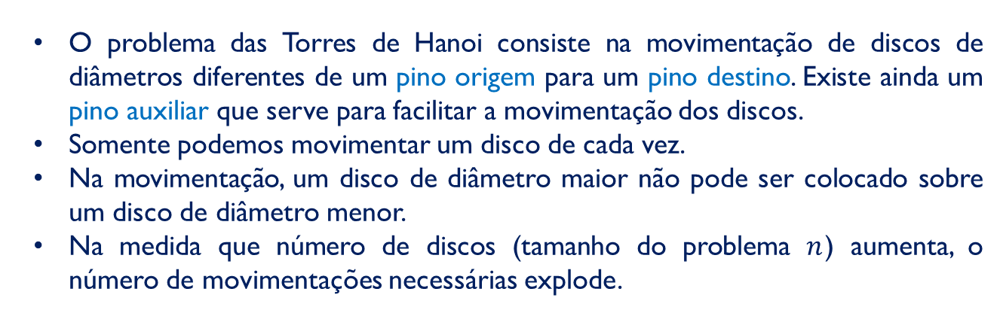 • O problema das Torres de Hanoi consiste na movimentação de discos de
diâmetros diferentes de um pino origem para um pino destino. Existe ainda um
pino auxiliar que serve para facilitar a movimentação dos discos.
• Somente podemos movimentar um disco de cada vez.
• Na movimentação, um disco de diâmetro maior não pode ser colocado sobre
um disco de diâmetro menor.
• Na medida que número de discos (tamanho do problema 𝑛) aumenta, o
número de movimentações necessárias explode.